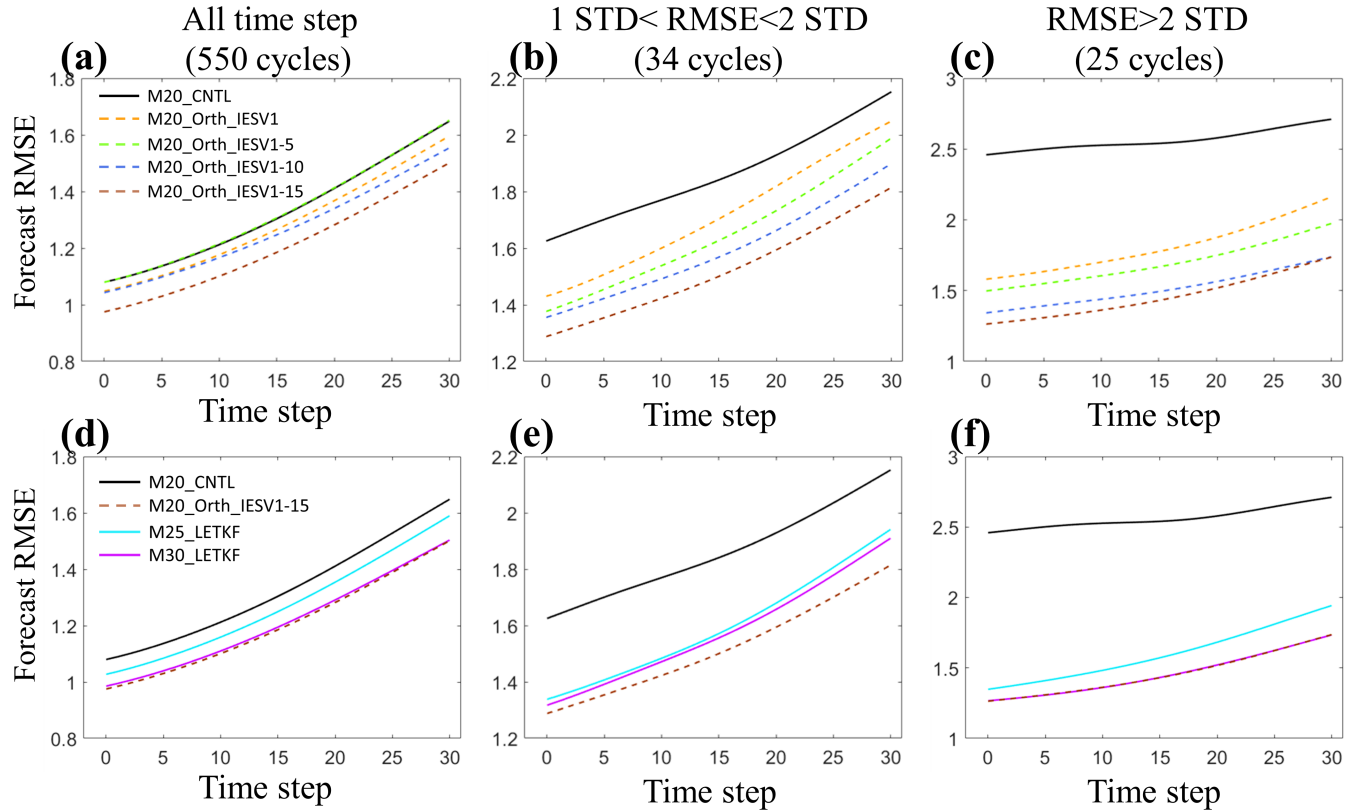 All time step
(550 cycles)
1 STD< RMSE<2 STD
(34 cycles)
RMSE>2 STD
(25 cycles)
(a)
1.8
1.6
1.4
1.2
1
0.8
Forecast RMSE
M20_CNTL
M20_Orth_IESV1
M20_Orth_IESV1-5
M20_Orth_IESV1-10
M20_Orth_IESV1-15
0 5 10 15 20 25 30
Time step
(b)
2.2
2
1.8
1.6
1.4
1.2
0 5 10 15 20 25 30
Time step
(c)
3
2.5
2
1.5
1
0 5 10 15 20 25 30
Time step
(d)
1.8
1.6
1.4
1.2
1
0.8
Forecast RMSE
M20_CNTL
M20_Orth_IESV1-15
M25_LETKF
M30_LETKF
0 5 10 15 20 25 30
Time step
(e)
2.2
2
1.8
1.6
1.4
1.2
0 5 10 15 20 25 30
Time step
(f)
3
2.5
2
1.5
1
0 5 10 15 20 25 30
Time step